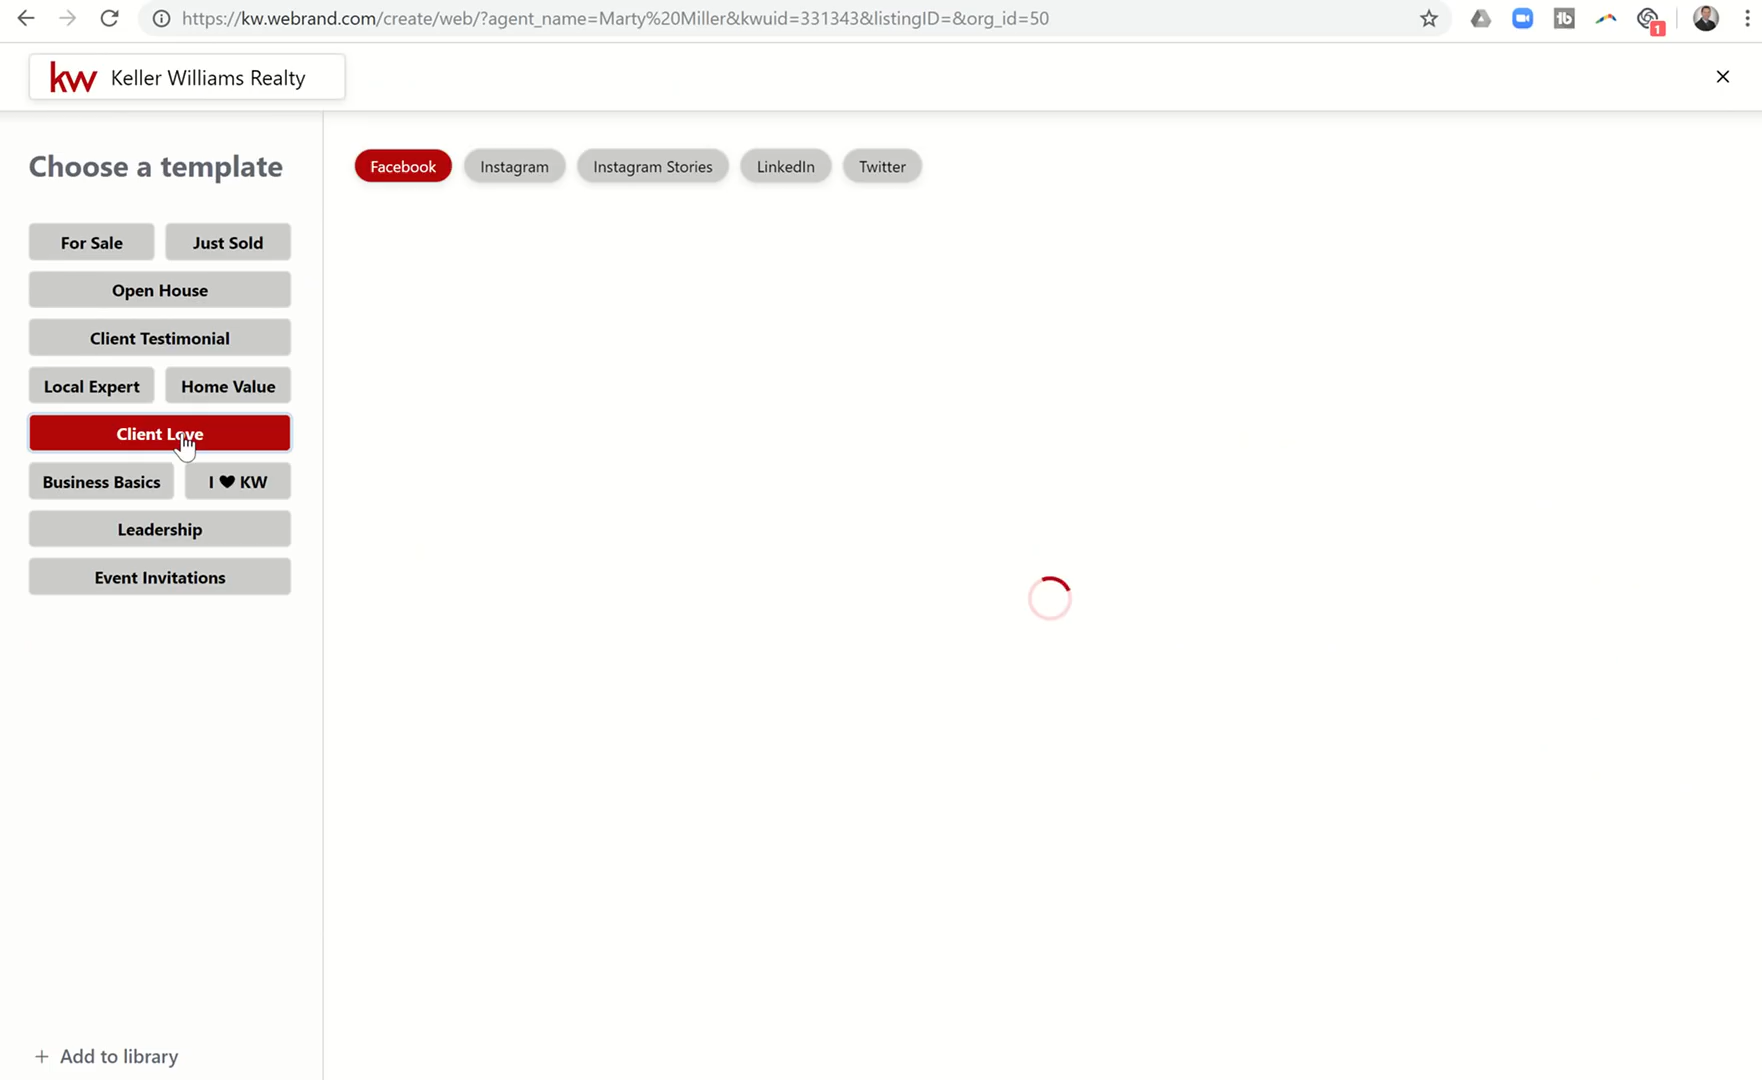 https://kw.webrand.com/create/web/?agent_name=Marty%20Miller&kwuid=331343&listingID=&org_id=50
1
kw Keller Williams Realty
Choose a template
Facebook Instagram Instagram Stories LinkedIn Twitter
For Sale Just Sold
Open House
Client Testimonial
Local Expert Home Value
Client Love
Business Basics I ♥ KW
Leadership
Event Invitations
+ Add to library